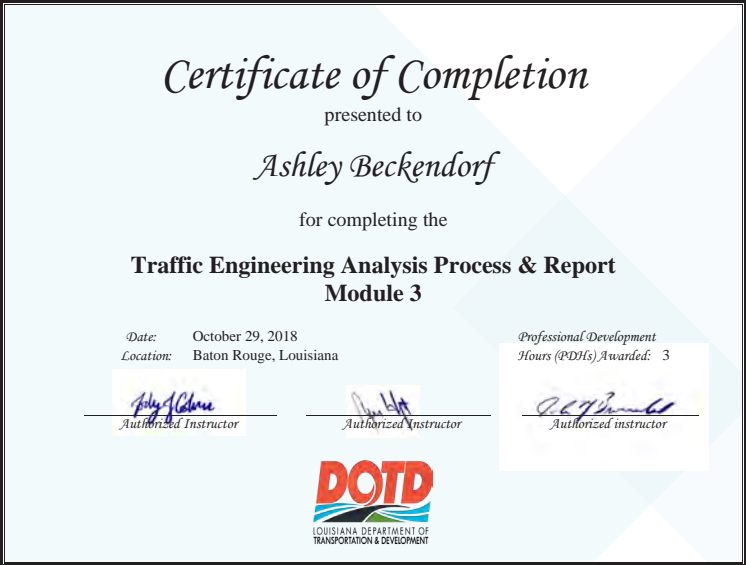 Certificate of Completion
presented to
Ashley Beckendorf
for completing the
Traffic Engineering Analysis Process & Report
Module 3
Date: October 29, 2018
Location: Baton Rouge, Louisiana
Professional Development
Hours (PDHs) Awarded: 3
Authorized Instructor
Authorized Instructor
Authorized instructor
DOTD
LOUISIANA DEPARTMENT OF
TRANSPORTATION & DEVELOPMENT